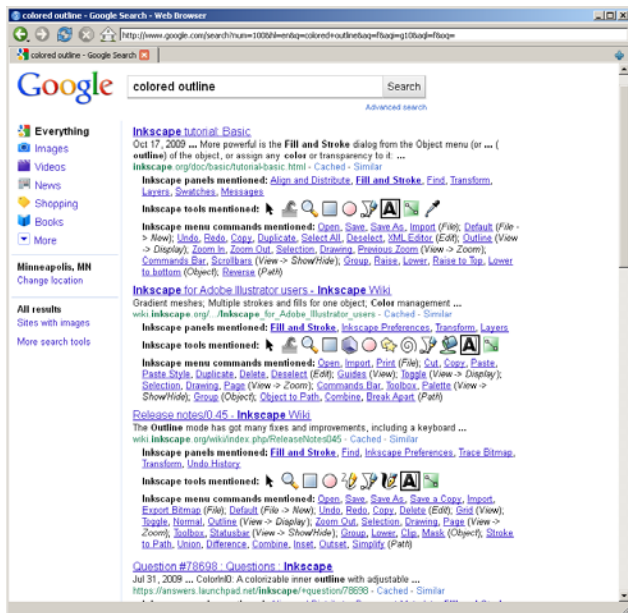 colored outline - Google Search - Web Browser
http://www.google.com/search?num=100&hl=en&q=colored+outline&aq=f&aqi=g10&aql=f&oq=
colored outline - Google Search
Google
colored outline
Search
Advanced search
Everything
Images
Videos
News
Shopping
Books
More
Minneapolis, MN
Change location
All results
Sites with images
More search tools
Inkscape tutorial: Basic
Oct 17, 2009 ... More powerful is the Fill and Stroke dialog from the Object menu (or ... (
outline) of the object, or assign any color or transparency to it: ...
inkscape.org/doc/basic/tutorial-basic.html - Cached - Similar
Inkscape panels mentioned: Align and Distribute, Fill and Stroke, Find, Transform,
Layers, Swatches, Messages
Inkscape tools mentioned: A
Inkscape menu commands mentioned: Open, Save, Save As, Import (File); Default (File -
> New); Undo, Redo, Copy, Duplicate, Select All, Deselect, XML Editor (Edit); Outline (View
-> Display); Zoom In, Zoom Out, Selection, Drawing, Previous Zoom (View -> Zoom);
Commands Bar, Scrollbars (View -> Show/Hide); Group, Raise, Lower, Raise to Top, Lower
to bottom (Object); Reverse (Path)
Inkscape for Adobe Illustrator users - Inkscape Wiki
Gradient meshes; Multiple strokes and fills for one object; Color management ...
wiki.inkscape.org/.../Inkscape_for_Adobe_Illustrator_users - Cached - Similar
Inkscape panels mentioned: Fill and Stroke, Inkscape Preferences, Transform, Layers
Inkscape tools mentioned: A
Inkscape menu commands mentioned: Open, Import, Print (File); Cut, Copy, Paste,
Paste Style, Duplicate, Delete, Deselect (Edit); Guides (View); Toggle (View -> Display);
Selection, Drawing, Page (View -> Zoom); Commands Bar, Toolbox, Palette (View ->
Show/Hide); Group (Object); Object to Path, Combine, Break Apart (Path)
Release notes/0.45 - Inkscape Wiki
The Outline mode has got many fixes and improvements, including a keyboard ...
wiki.inkscape.org/wiki/index.php/ReleaseNotes045 - Cached - Similar
Inkscape panels mentioned: Fill and Stroke, Find, Inkscape Preferences, Trace Bitmap,
Transform, Undo History
Inkscape tools mentioned: A
Inkscape menu commands mentioned: Open, Save, Save As, Save a Copy, Import,
Export Bitmap (File); Default (File -> New); Undo, Redo, Copy, Delete (Edit); Grid (View);
Toggle, Normal, Outline (View -> Display); Zoom Out, Selection, Drawing, Page (View ->
Zoom); Toolbox, Statusbar (View -> Show/Hide); Group, Lower, Clip, Mask (Object); Stroke
to Path, Union, Difference, Combine, Inset, Outset, Simplify (Path)
Question #78698 : Questions : Inkscape
Jul 31, 2009 ... ColorInIO: A colorizable inner outline with adjustable ...
https://answers.launchpad.net/inkscape/+question/78698 - Cached